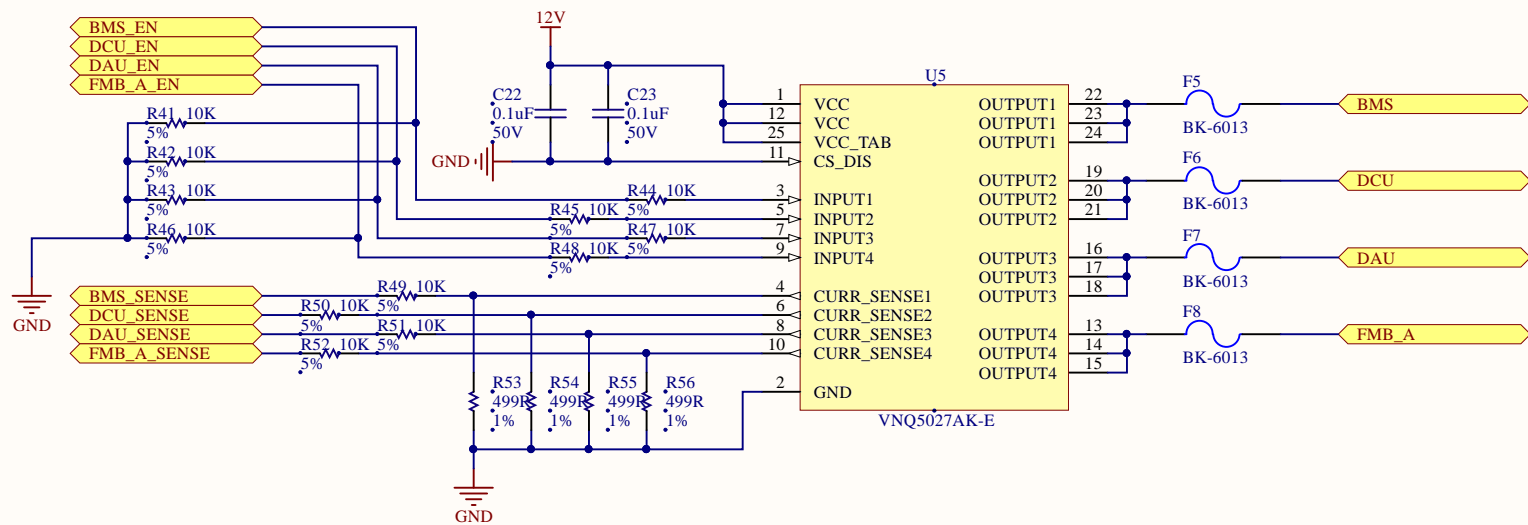 BMS_EN
DCU_EN
DAU_EN
FMB_A_EN
R41 10K
5%
R42 10K
5%
R43 10K
5%
R46 10K
5%
GND
12V
C22
0.1uF
50V
C23
0.1uF
50V
GND
R44 10K
5%
R45 10K
5%
R47 10K
5%
R48 10K
5%
BMS_SENSE
DCU_SENSE
DAU_SENSE
FMB_A_SENSE
R49 10K
5%
R50 10K
5%
R51 10K
5%
R52 10K
5%
R53
499R
1%
R54
499R
1%
R55
499R
1%
R56
499R
1%
GND
U5
1 VCC
12 VCC
25 VCC_TAB
11 CS_DIS
3 INPUT1
5 INPUT2
7 INPUT3
9 INPUT4
4 CURR_SENSE1
6 CURR_SENSE2
8 CURR_SENSE3
10 CURR_SENSE4
2 GND
OUTPUT1 22
OUTPUT1 23
OUTPUT1 24
OUTPUT2 19
OUTPUT2 20
OUTPUT2 21
OUTPUT3 16
OUTPUT3 17
OUTPUT3 18
OUTPUT4 13
OUTPUT4 14
OUTPUT4 15
VNQ5027AK-E
F5
BK-6013
BMS
F6
BK-6013
DCU
F7
BK-6013
DAU
F8
BK-6013
FMB_A